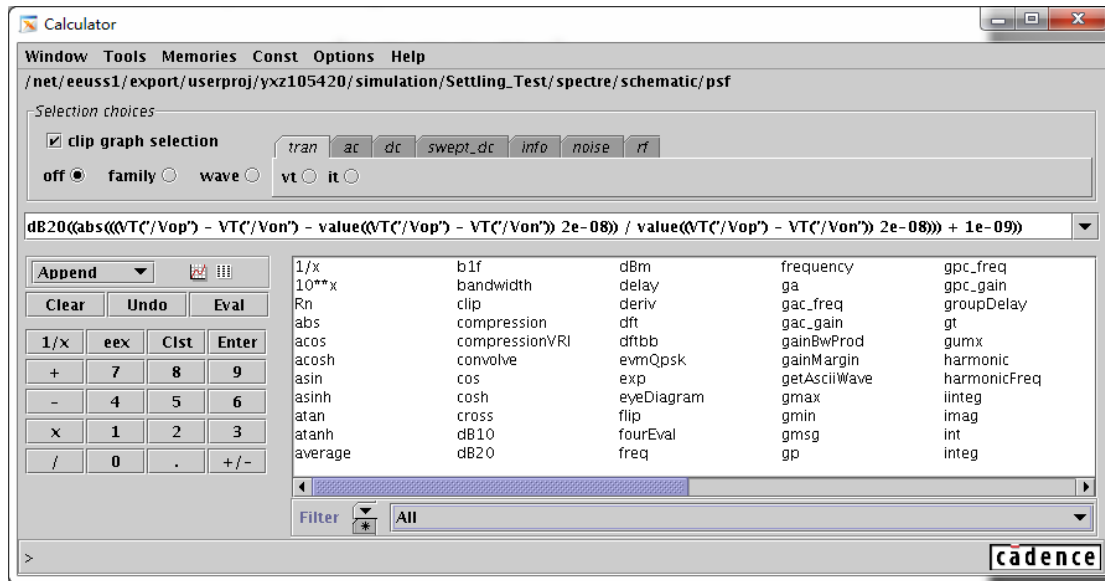 Calculator
Window Tools Memories Const Options Help
/net/eeuss1/export/userproj/yxz105420/simulation/Settling_Test/spectre/schematic/psf
Selection choices
clip graph selection
off family wave
tran ac dc swept_dc info noise rf
vt it
dB20((abs(((VT("/Vop") - VT("/Von") - value((VT("/Vop") - VT("/Von")) 2e-08)) / value((VT("/Vop") - VT("/Von")) 2e-08))) + 1e-09))
Append
Clear Undo Eval
1/x eex Clst Enter
+ 7 8 9
- 4 5 6
x 1 2 3
/ 0 . +/-
1/x b1f dBm frequency gpc_freq
10**x bandwidth delay ga gpc_gain
Rn clip deriv gac_freq groupDelay
abs compression dft gac_gain gt
acos compressionVRI dftbb gainBwProd gumx
acosh convolve evmQpsk gainMargin harmonic
asin cos exp getAsciiWave harmonicFreq
asinh cosh eyeDiagram gmax iinteg
atan cross flip gmin imag
atanh dB10 fourEval gmsg int
average dB20 freq gp integ
Filter * All
>
cādence